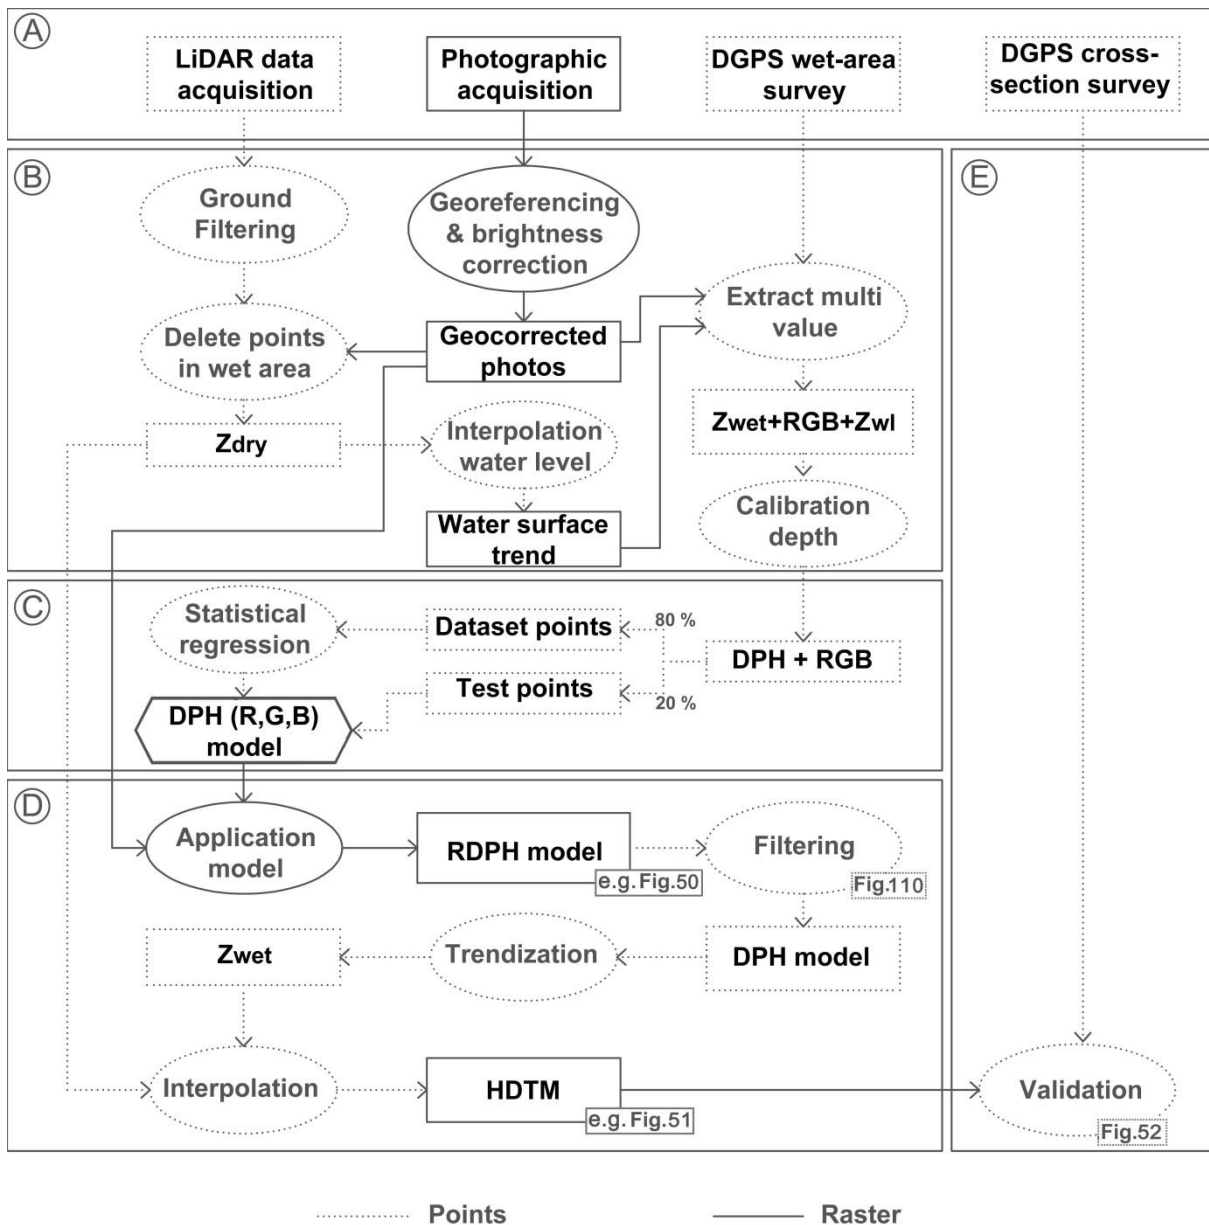 A
LiDAR data
acquisition
Photographic
acquisition
DGPS wet-area
survey
DGPS cross-
section survey
B
Ground
Filtering
Georeferencing
& brightness
correction
Extract multi
value
Delete points
in wet area
Geocorrected
photos
Zdry
Interpolation
water level
Zwet+RGB+Zwl
Water surface
trend
Calibration
depth
E
C
Statistical
regression
Dataset points
80 %
DPH + RGB
Test points
20 %
DPH (R,G,B)
model
D
Application
model
RDPH model
e.g. Fig.50
Filtering
Fig.110
Zwet
Trendization
DPH model
Interpolation
HDTM
e.g. Fig.51
Validation
Fig.52
Points
Raster